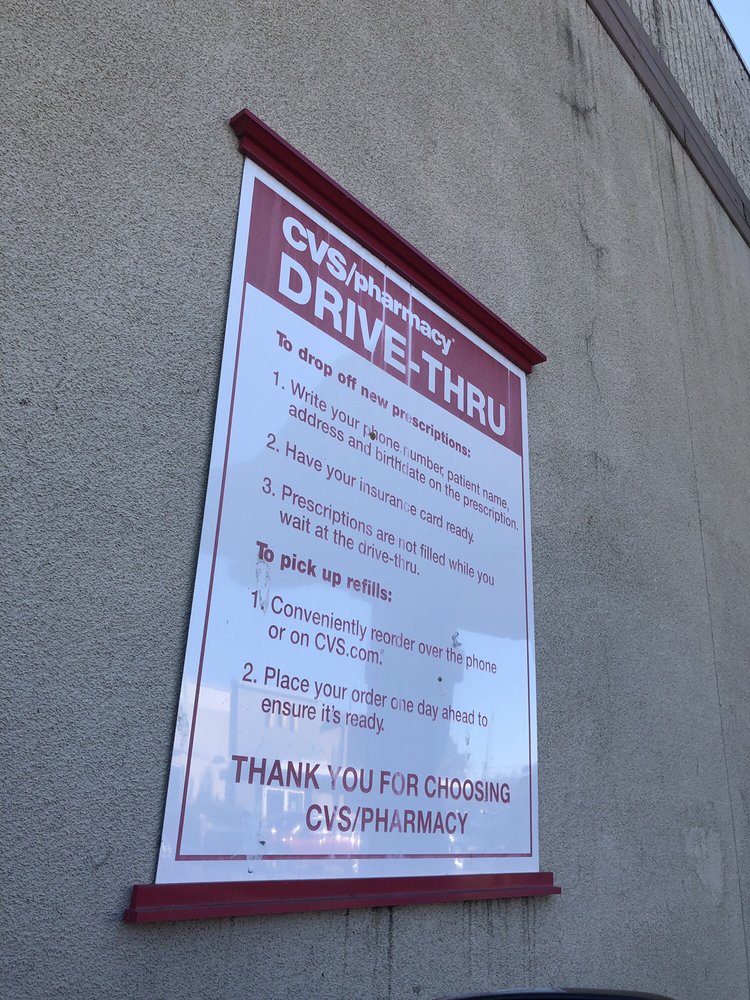 CVS/pharmacy®
DRIVE-THRU
To drop off new prescriptions:
1. Write your phone number, patient name,
address and birthdate on the prescription.
2. Have your insurance card ready.
3. Prescriptions are not filled while you
wait at the drive-thru.
To pick up refills:
1. Conveniently reorder over the phone
or on CVS.com.
2. Place your order one day ahead to
ensure it's ready.
THANK YOU FOR CHOOSING
CVS/PHARMACY